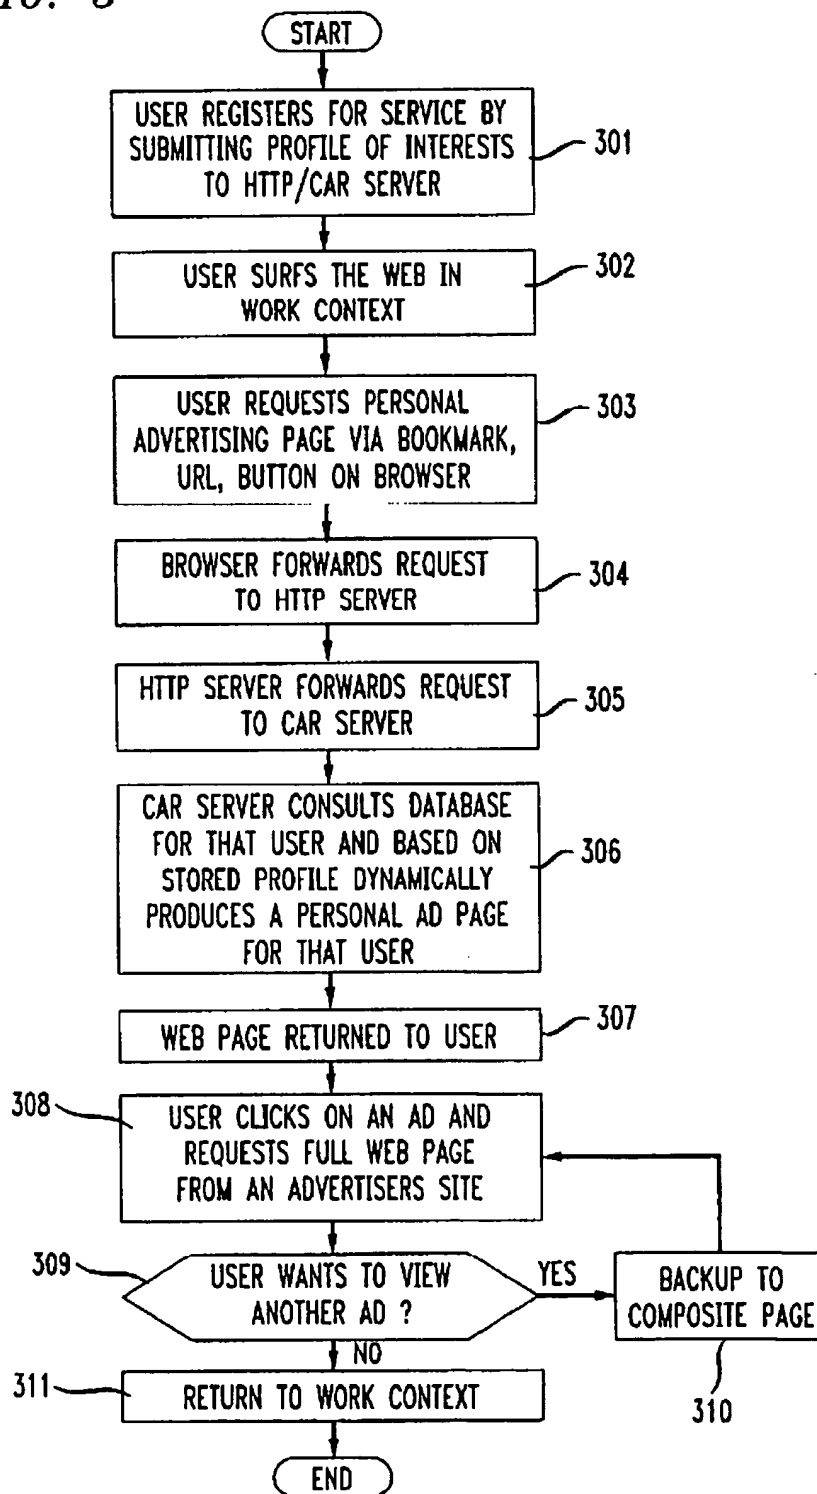 START
USER REGISTERS FOR SERVICE BY
SUBMITTING PROFILE OF INTERESTS
TO HTTP/CAR SERVER
301
USER SURFS THE WEB IN
WORK CONTEXT
302
USER REQUESTS PERSONAL
ADVERTISING PAGE VIA BOOKMARK,
URL, BUTTON ON BROWSER
303
BROWSER FORWARDS REQUEST
TO HTTP SERVER
304
HTTP SERVER FORWARDS REQUEST
TO CAR SERVER
305
CAR SERVER CONSULTS DATABASE
FOR THAT USER AND BASED ON
STORED PROFILE DYNAMICALLY
PRODUCES A PERSONAL AD PAGE
FOR THAT USER
306
WEB PAGE RETURNED TO USER
307
308
USER CLICKS ON AN AD AND
REQUESTS FULL WEB PAGE
FROM AN ADVERTISERS SITE
309
USER WANTS TO VIEW
ANOTHER AD ?
YES
BACKUP TO
COMPOSITE PAGE
310
NO
311
RETURN TO WORK CONTEXT
END